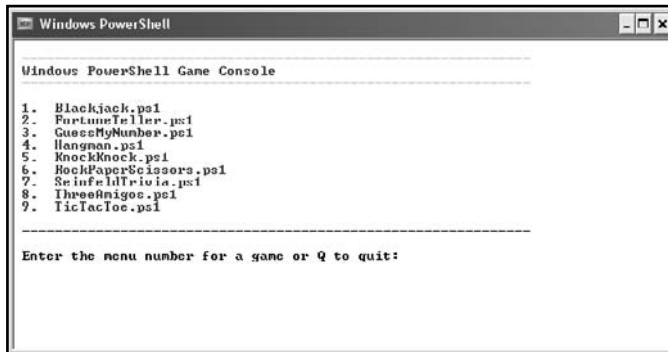 Windows PowerShell
Windows PowerShell Game Console
1. Blackjack.ps1
2. FortuneTeller.ps1
3. GuessMyNumber.ps1
4. Hangman.ps1
5. KnockKnock.ps1
6. RockPaperScissors.ps1
7. SeinfeldTrivia.ps1
8. ThreeAmigos.ps1
9. TicTacToe.ps1
Enter the menu number for a game or Q to quit: